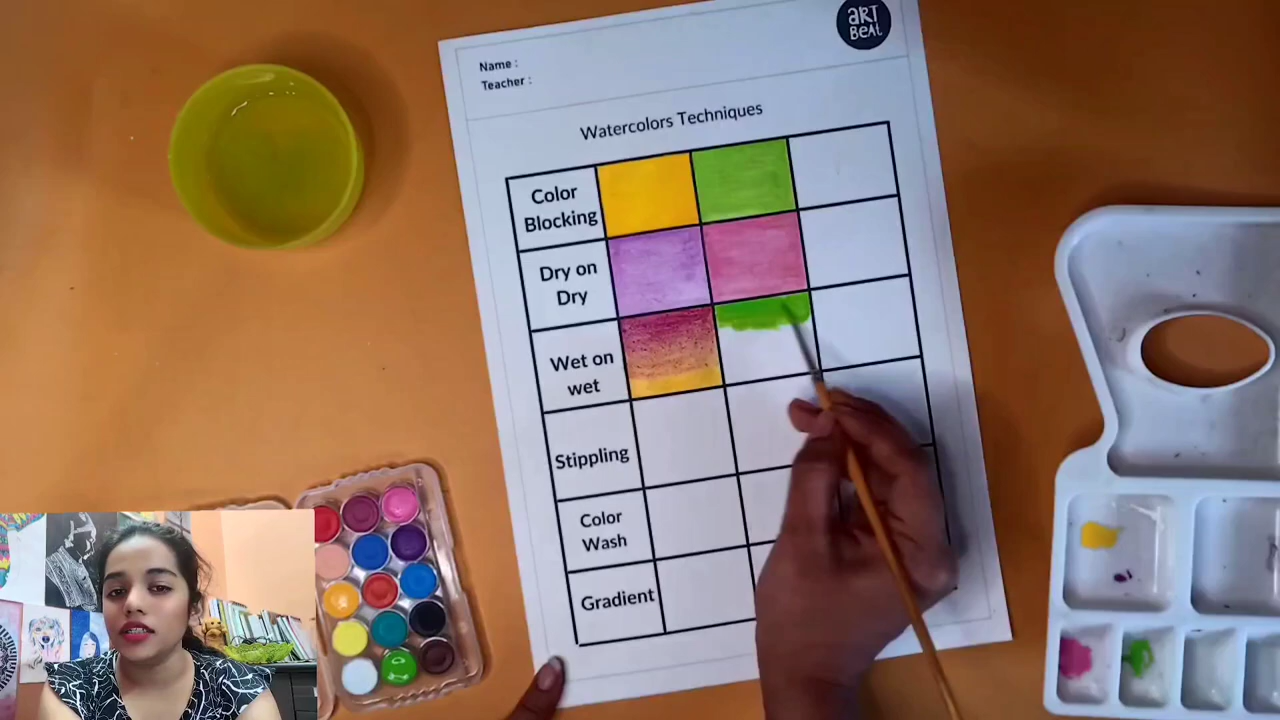 ART
BEAT
Name :
Teacher :
Watercolors Techniques
Color
Blocking
Dry on
Dry
Wet on
wet
Stippling
Color
Wash
Gradient